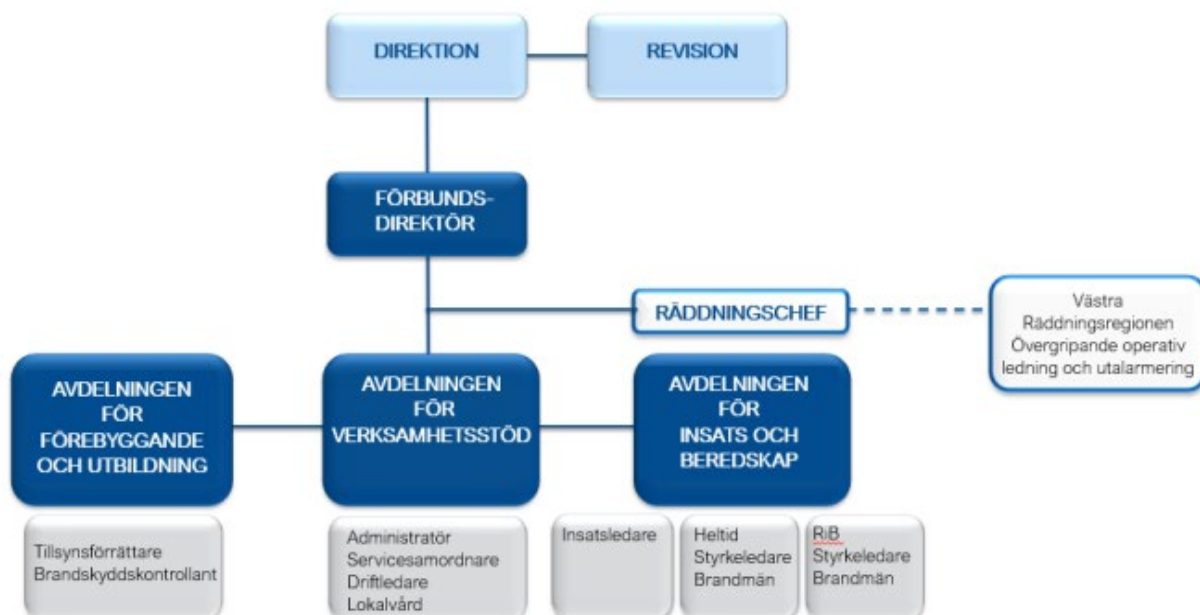 DIREKTION
REVISION
FÖRBUNDS-
DIREKTÖR
RÄDDNINGSCHEF
Västra
Räddningsregionen
Övergripande operativ
ledning och utalarmering
AVDELNINGEN
FÖR
FÖREBYGGANDE
OCH UTBILDNING
AVDELNINGEN
FÖR
VERKSAMHETSSTÖD
AVDELNINGEN
FÖR
INSATS OCH
BEREDSKAP
Tillsynsförrättare
Brandskyddskontrollant
Administratör
Servicesamordnare
Driftledare
Lokalvård
Insatsledare
Heltid
Styrkeledare
Brandmän
RiB
Styrkeledare
Brandmän